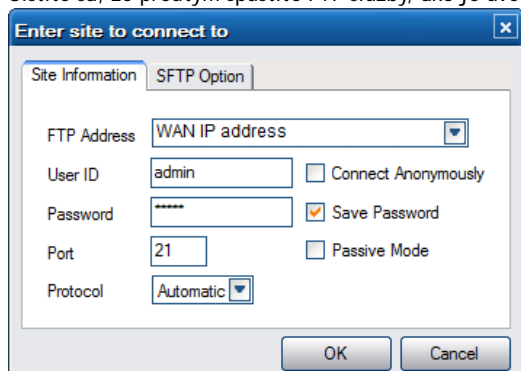 Enter site to connect to
Site Information SFTP Option
FTP Address WAN IP address
User ID admin Connect Anonymously
Password ***** Save Password
Port 21 Passive Mode
Protocol Automatic
OK Cancel